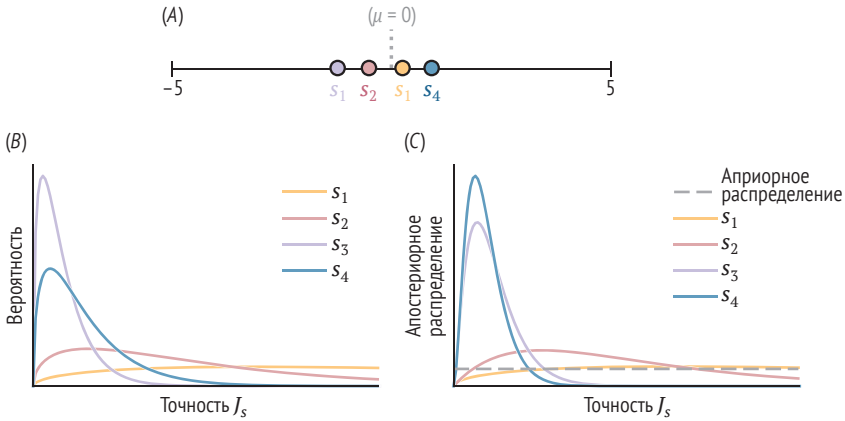 (A)
(μ = 0)
–5
s₁
s₂
s₁
s₄
5
(B)
Вероятность
s₁
s₂
s₃
s₄
Точность Jₛ
(C)
Апостериорное
распределение
Априорное
распределение
s₁
s₂
s₃
s₄
Точность Jₛ